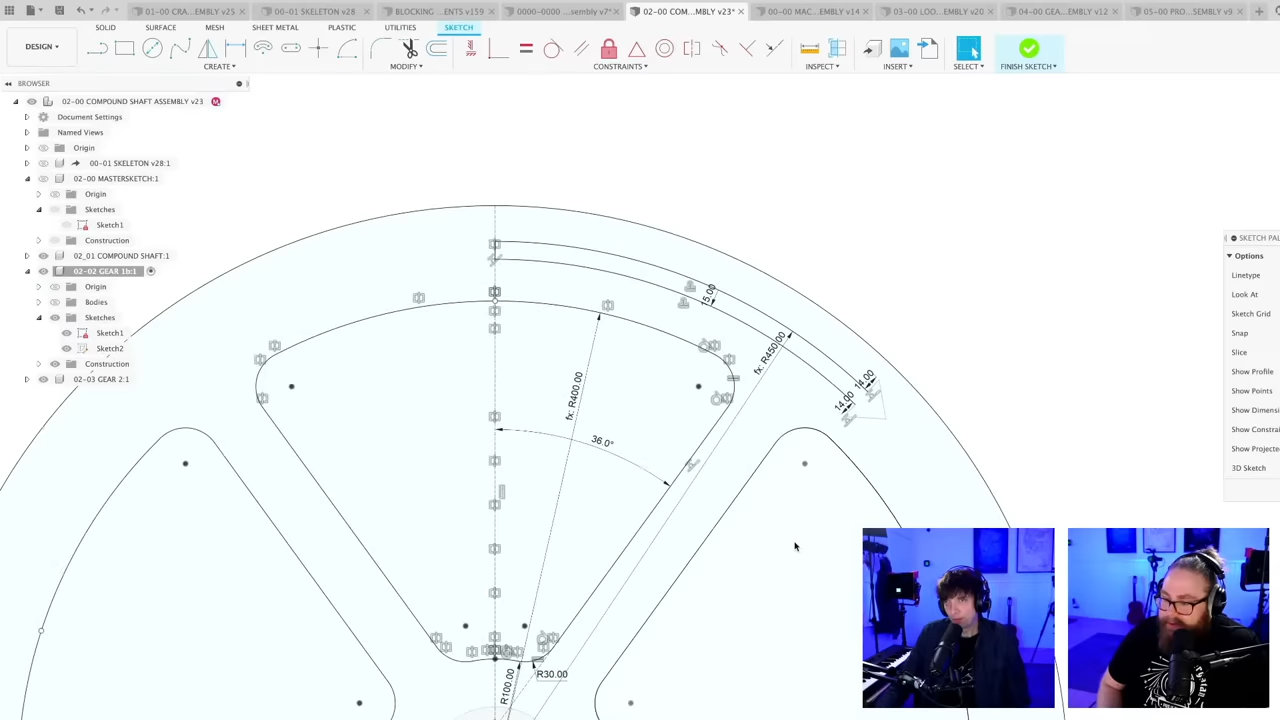 01-00 CRA...EMBLY v25
00-01 SKELETON v28
BLOCKING ...ENTS v159
0000-0000 ...sembly v7*
02-00 COM...MBLY v23*
00-00 MAC...EMBLY v14
03-00 LOO...EMBLY v20
04-00 GEA...EMBLY v12
05-00 PRO...SEMBLY v9
SOLID
SURFACE
MESH
SHEET METAL
PLASTIC
UTILITIES
SKETCH
DESIGN
CREATE
MODIFY
CONSTRAINTS
INSPECT
INSERT
SELECT
FINISH SKETCH
BROWSER
02-00 COMPOUND SHAFT ASSEMBLY v23
M
Document Settings
Named Views
Origin
00-01 SKELETON v28:1
02-00 MASTERSKETCH:1
Origin
Sketches
Sketch1
Construction
02_01 COMPOUND SHAFT:1
02-02 GEAR 1b:1
Origin
Bodies
Sketches
Sketch1
Sketch2
Construction
02-03 GEAR 2:1
15.00
fx: R450.00
14.00
14.00
fx: R400.00
36.0°
R30.00
R100.00
SKETCH PAL
Options
Linetype
Look At
Sketch Grid
Snap
Slice
Show Profile
Show Points
Show Dimensio
Show Constrai
Show Projecte
3D Sketch